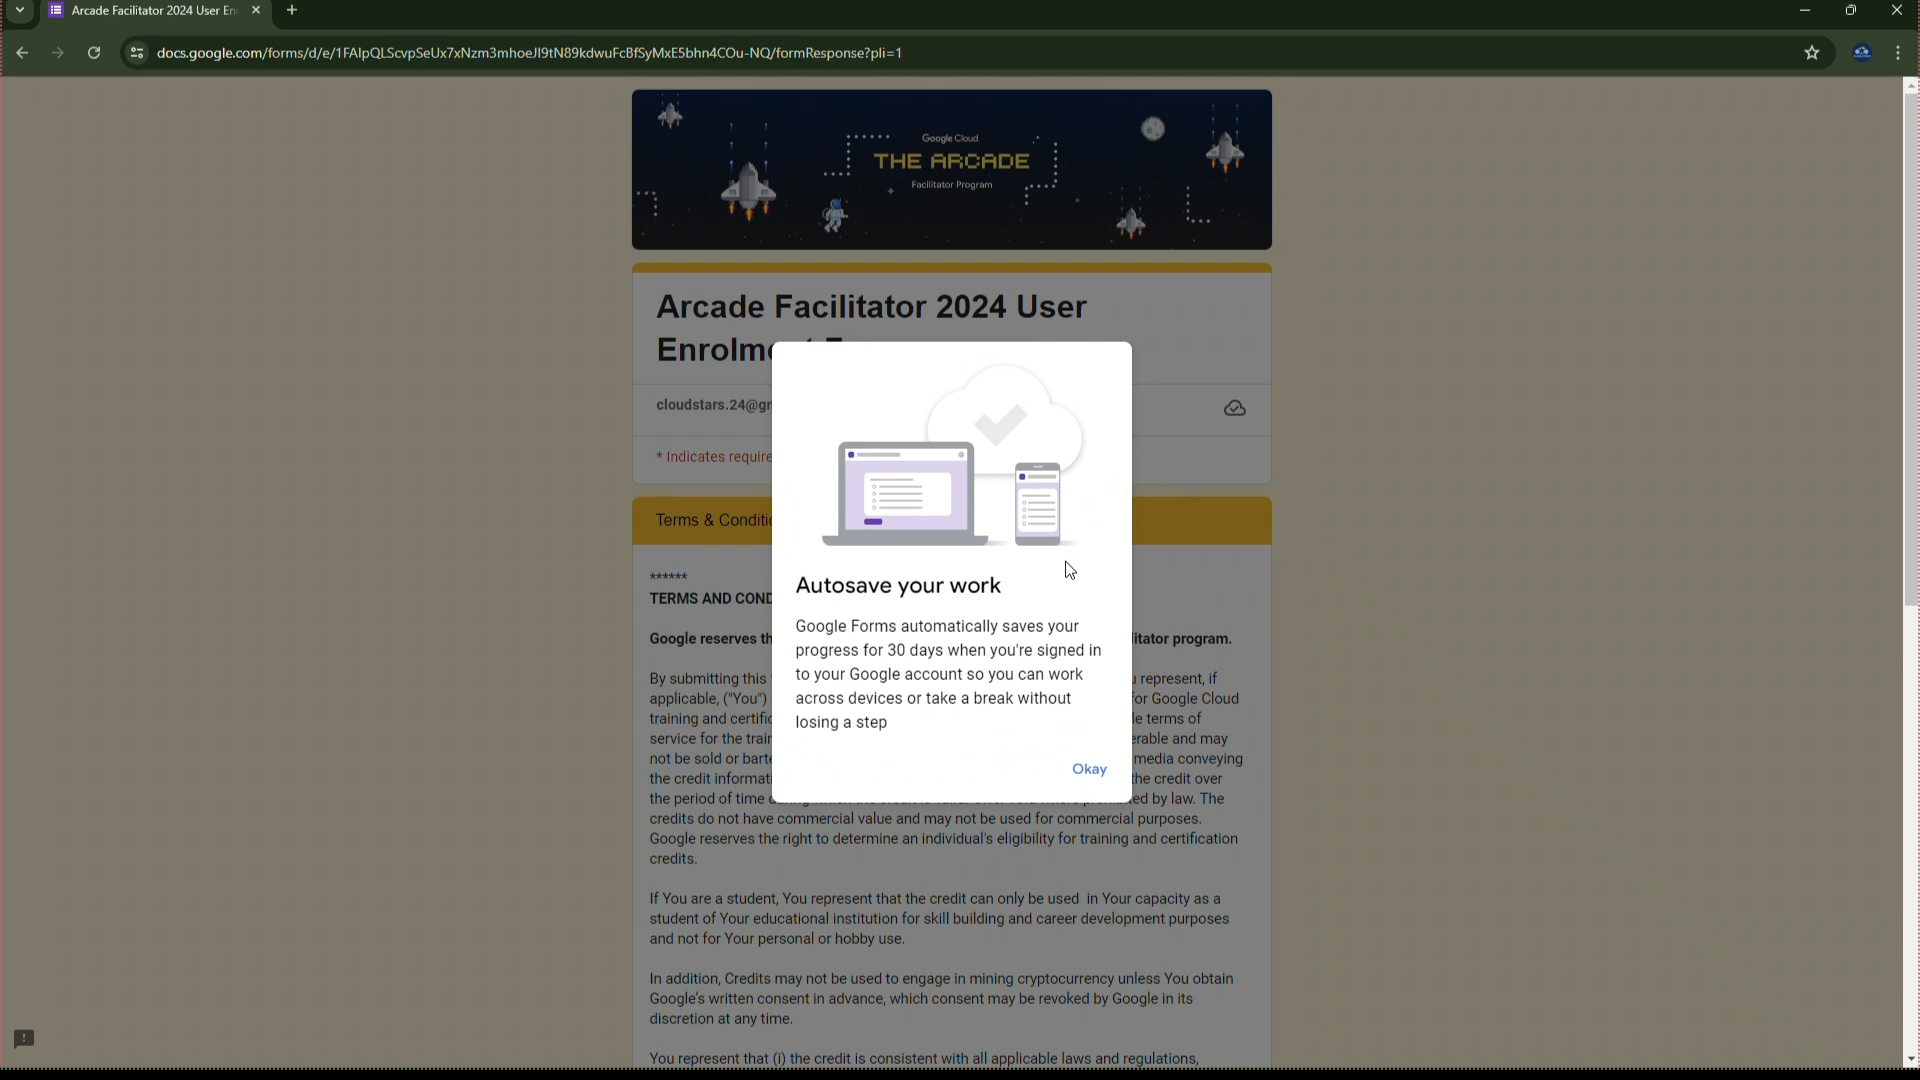 Arcade Facilitator 2024 User En
docs.google.com/forms/d/e/1FAIpQLScvpSeUx7xNzm3mhoeJI9tN89kdwuFcBfSyMxE5bhn4COu-NQ/formResponse?pli=1
Google Cloud
THE ARCADE
Facilitator Program
Arcade Facilitator 2024 User
Enrolm
cloudstars.24@gm
* Indicates require
Terms & Conditio
******
TERMS AND COND
Google reserves th
itator program.
By submitting this
u represent, if
applicable, ("You")
for Google Cloud
training and certific
le terms of
service for the train
erable and may
not be sold or barte
media conveying
the credit informati
the credit over
the period of time
ed by law. The
credits do not have commercial value and may not be used for commercial purposes.
Google reserves the right to determine an individual's eligibility for training and certification
credits.
If You are a student, You represent that the credit can only be used in Your capacity as a
student of Your educational institution for skill building and career development purposes
and not for Your personal or hobby use.
In addition, Credits may not be used to engage in mining cryptocurrency unless You obtain
Google's written consent in advance, which consent may be revoked by Google in its
discretion at any time.
You represent that (i) the credit is consistent with all applicable laws and regulations,
Autosave your work
Google Forms automatically saves your
progress for 30 days when you're signed in
to your Google account so you can work
across devices or take a break without
losing a step
Okay